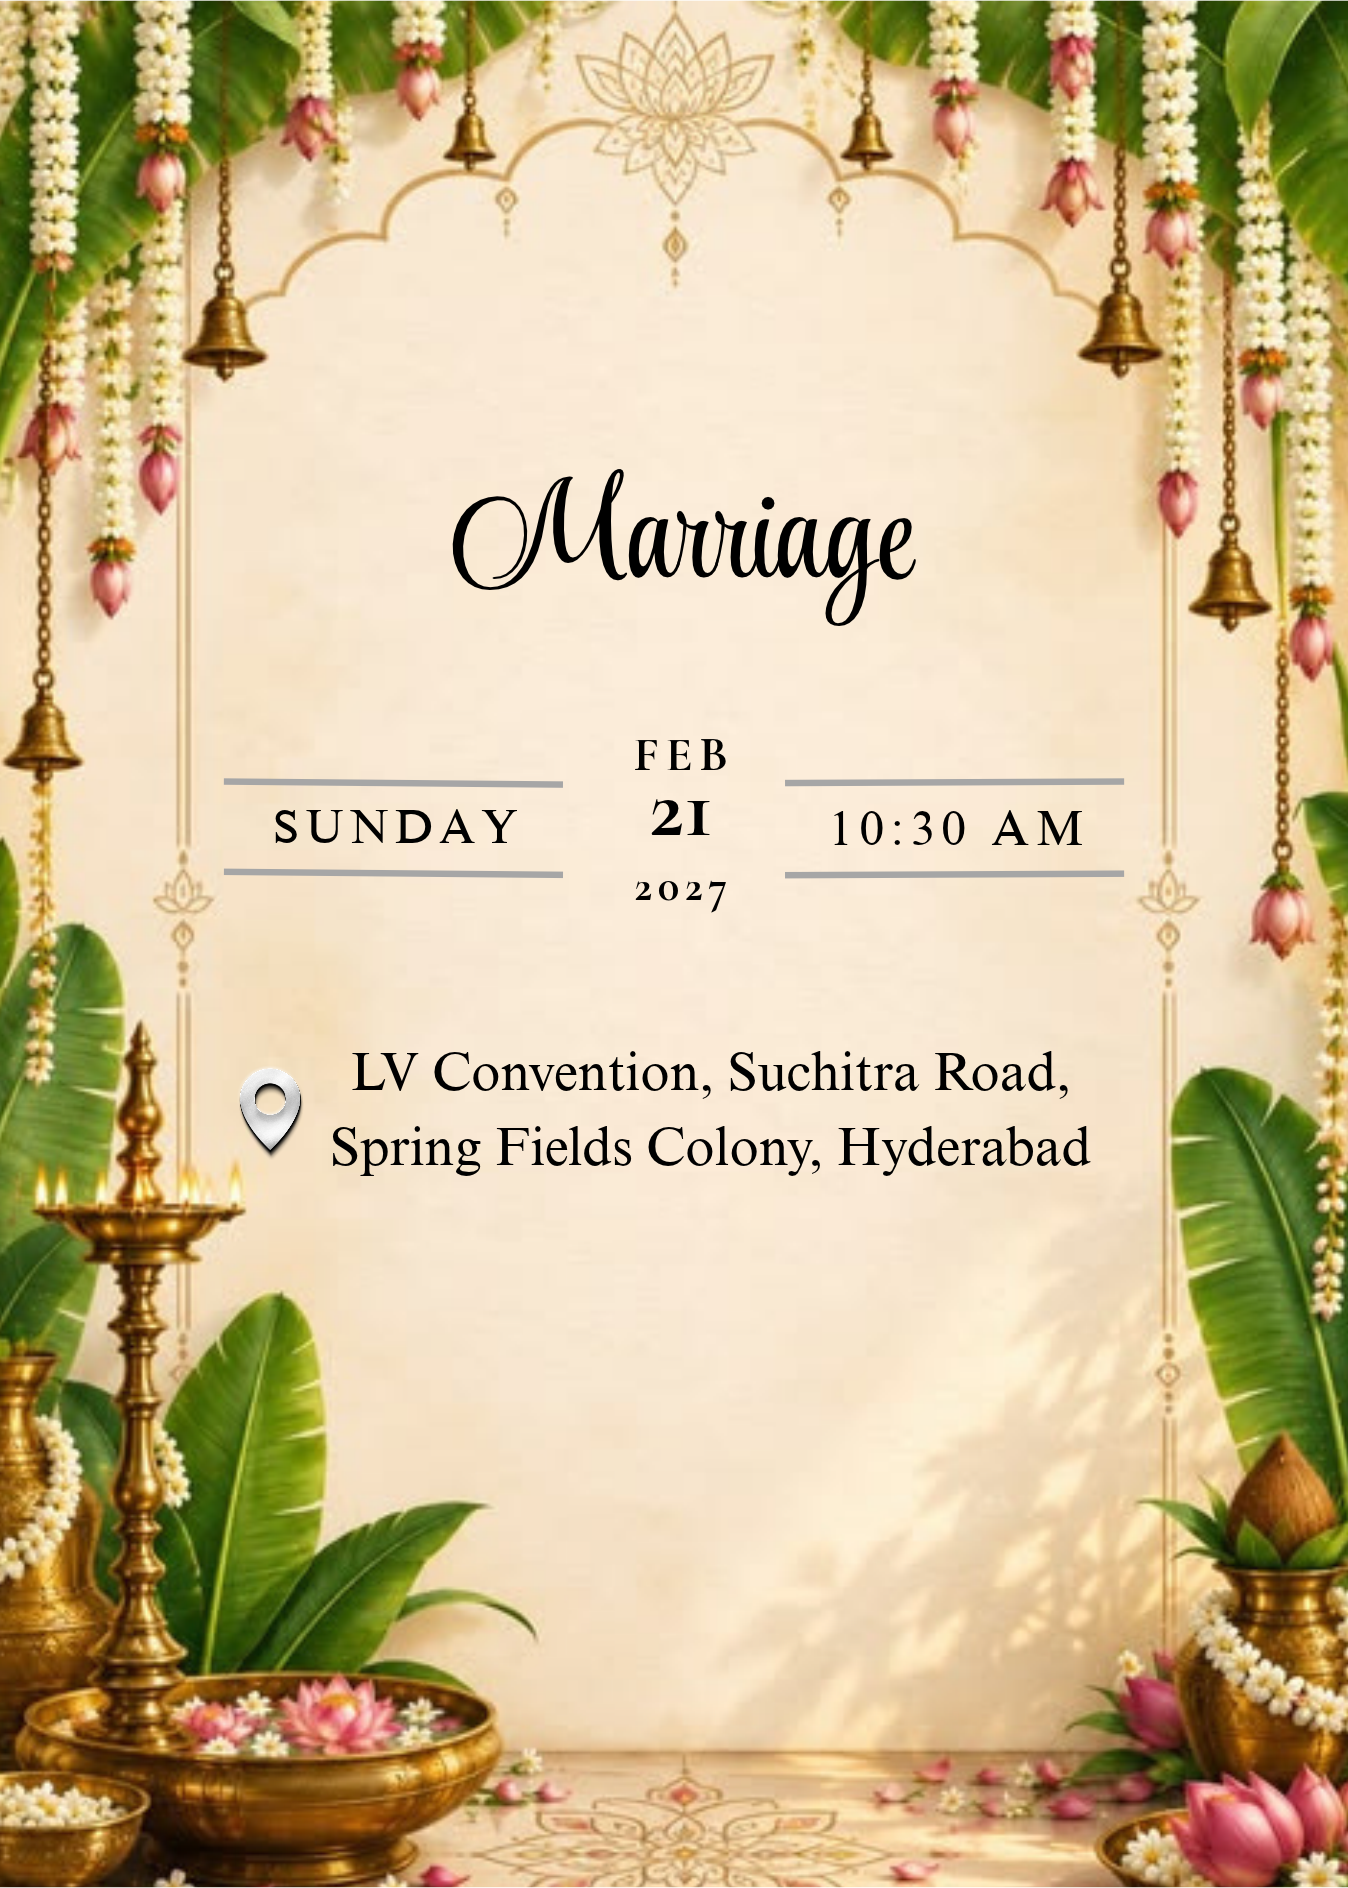 Marriage
FEB
SUNDAY 21 10:30 AM
2027
LV Convention, Suchitra Road,
Spring Fields Colony, Hyderabad